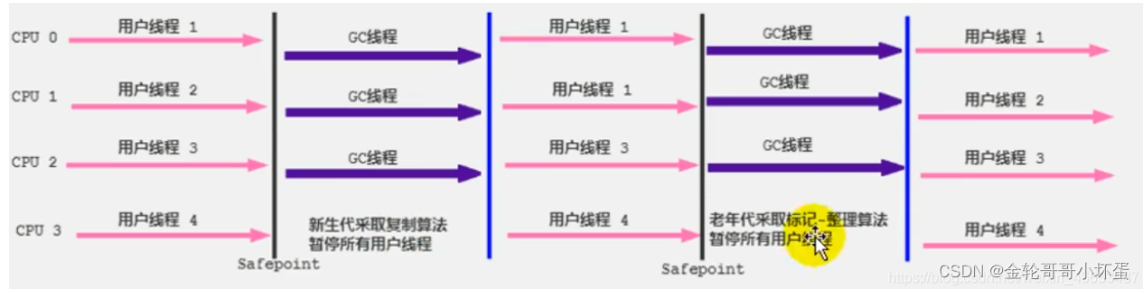 CPU 0
用户线程 1
GC线程
用户线程 1
GC线程
用户线程 1
CPU 1
用户线程 2
GC线程
用户线程 1
GC线程
用户线程 2
CPU 2
用户线程 3
GC线程
用户线程 3
GC线程
用户线程 3
CPU 3
用户线程 4
新生代采取复制算法
暂停所有用户线程
用户线程 4
老年代采取标记-整理算法
暂停所有用户线程
用户线程 4
Safepoint
Safepoint
CSDN @金轮哥哥小坏蛋